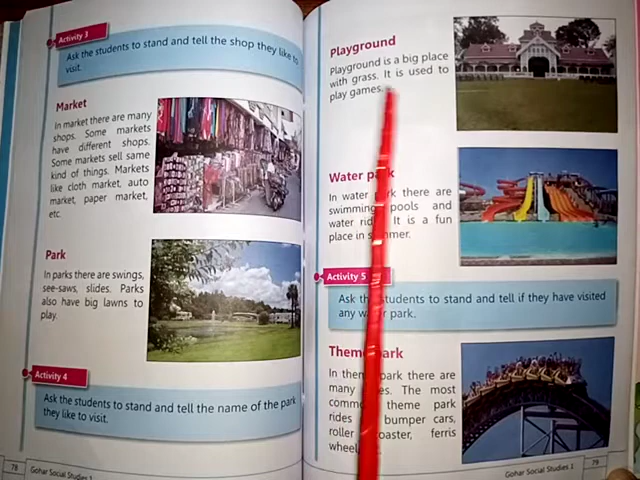 Activity 3
Ask the students to stand and tell the shop they like to
visit.
Market
In market there are many
shops. Some markets
have different shops.
Some markets sell same
kind of things. Markets
like cloth market, auto
market, paper market,
etc.
Park
In parks there are swings,
see-saws, slides. Parks
also have big lawns to
play.
Activity 4
Ask the students to stand and tell the name of the park
they like to visit.
78
Gohar Social Studies 1
Playground
Playground is a big place
with grass. It is used to
play games.
Water park
In water park there are
swimming pools and
water It is a fun
place in summer.
Activity 5
Ask the students to stand and tell if they have visited
any water park.
Theme park
In theme park there are
many The most
common theme park
rides bumper cars,
roller coaster, ferris
wheel
Gohar Social Studies 1
79